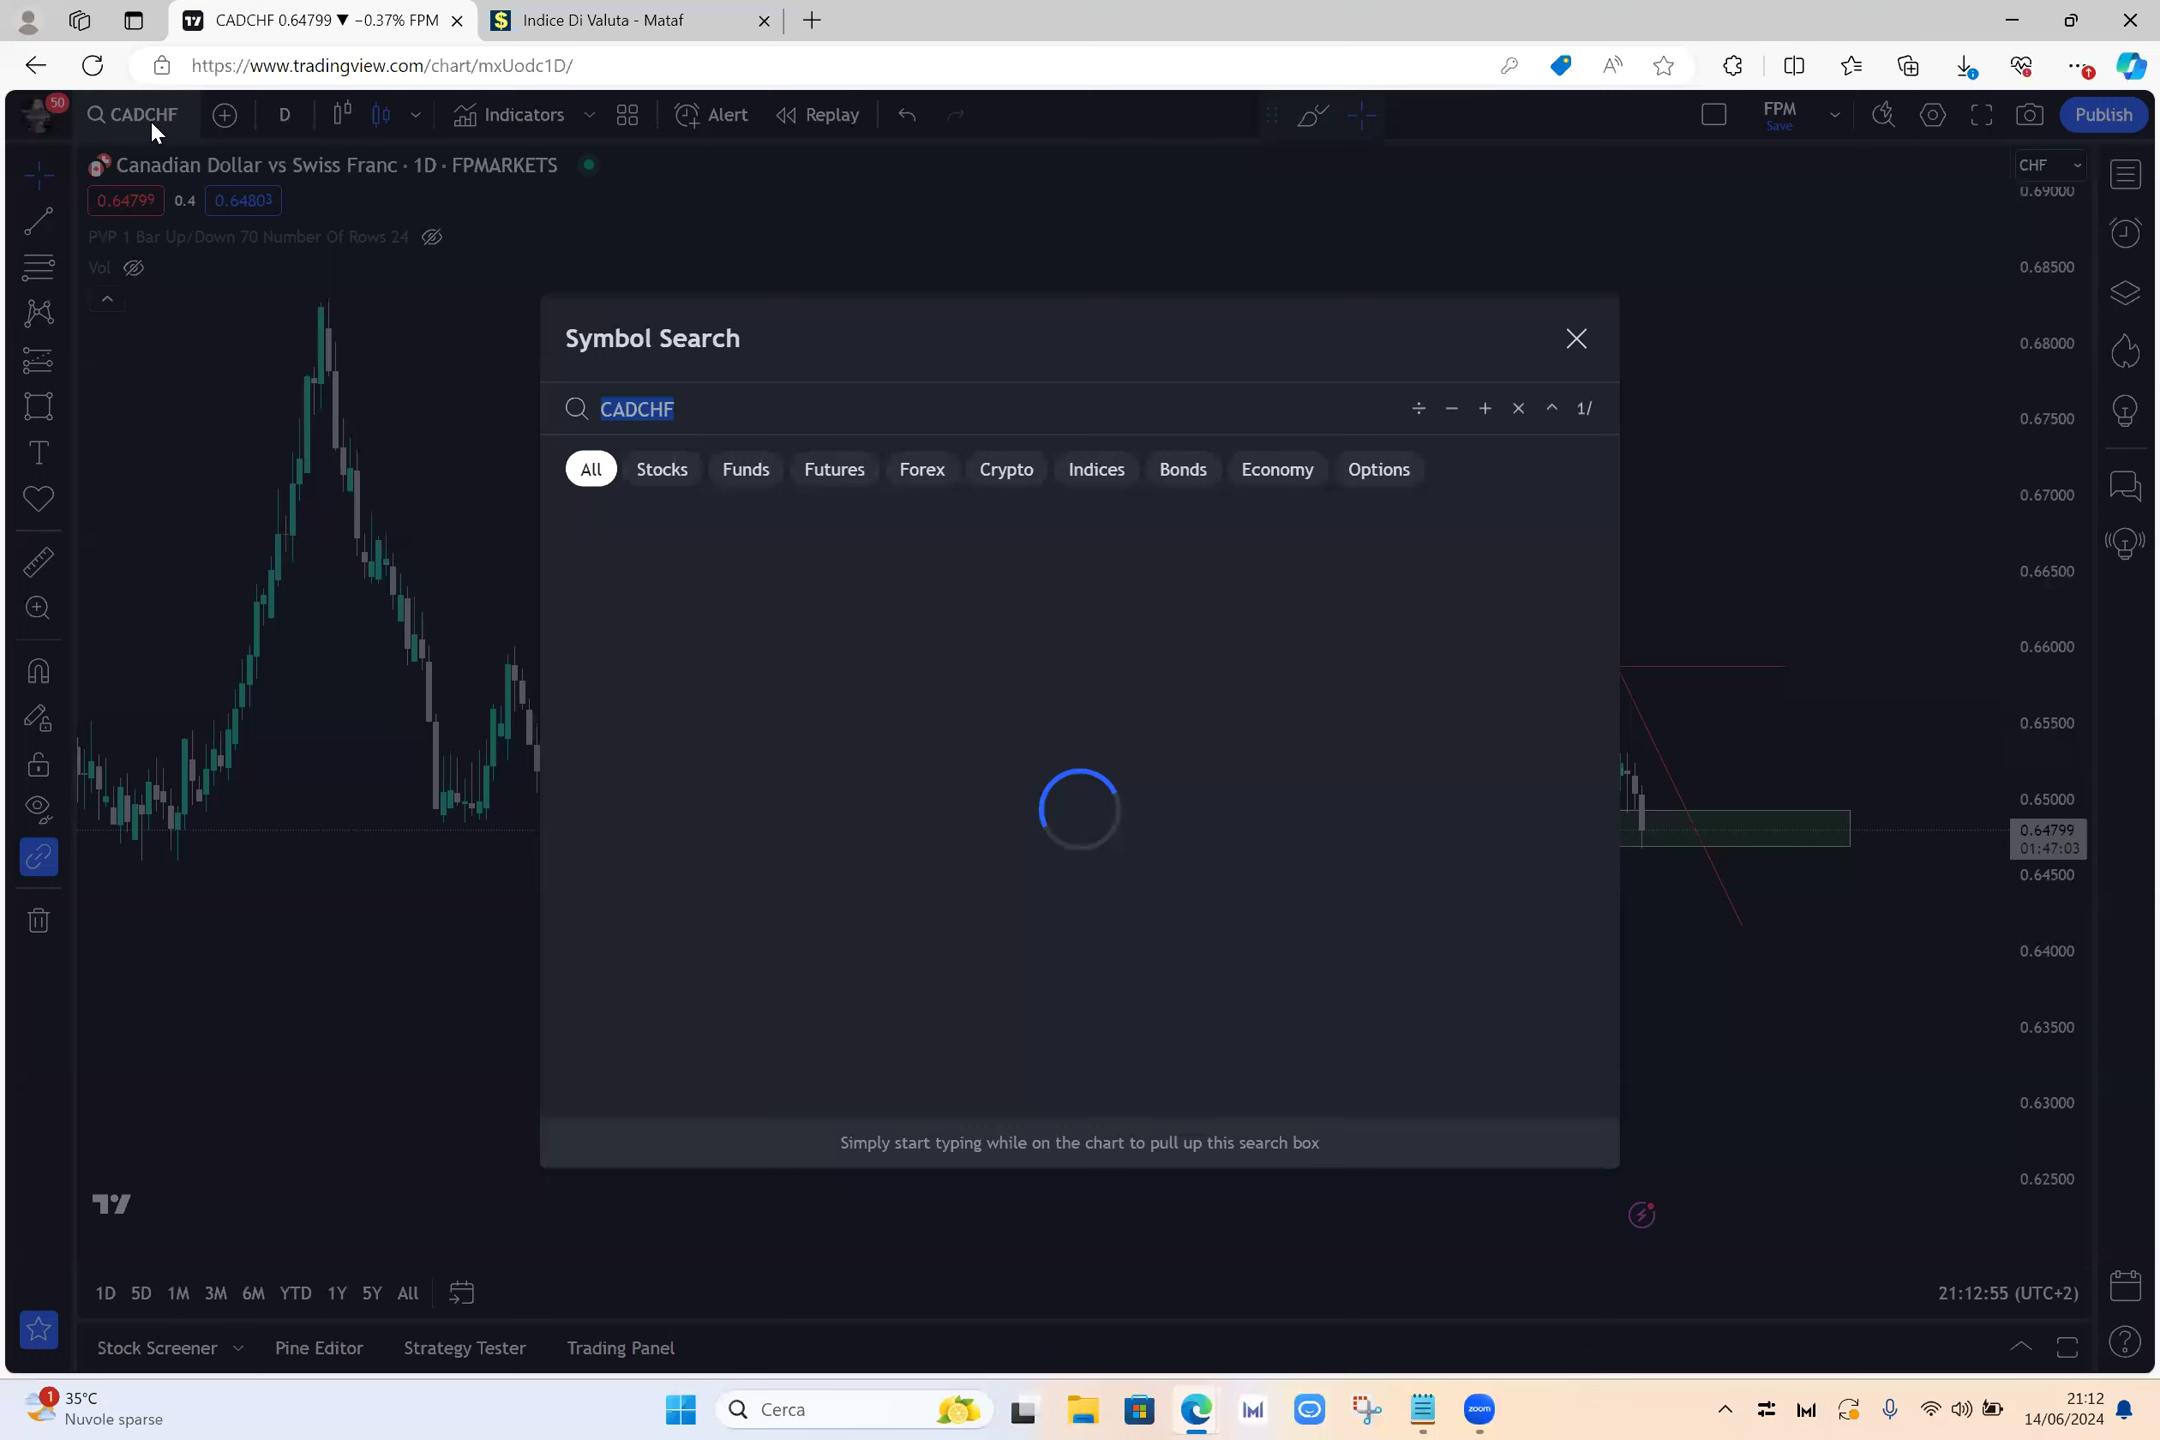 CADCHF 0.64799 ▼ −0.37% FPM
Indice Di Valuta - Mataf
https://www.tradingview.com/chart/mxUodc1D/
50
CADCHF
D
Indicators
Alert
Replay
FPM
Save
Publish
Canadian Dollar vs Swiss Franc · 1D · FPMARKETS
CHF
0.64799
0.4
0.64803
PVP 1 Bar Up/Down 70 Number Of Rows 24
Vol
Symbol Search
CADCHF
÷ − + × ^ 1/
All
Stocks
Funds
Futures
Forex
Crypto
Indices
Bonds
Economy
Options
Simply start typing while on the chart to pull up this search box
0.69000
0.68500
0.68000
0.67500
0.67000
0.66500
0.66000
0.65500
0.65000
0.64799
01:47:03
0.64500
0.64000
0.63500
0.63000
0.62500
1D 5D 1M 3M 6M YTD 1Y 5Y All
21:12:55 (UTC+2)
Stock Screener
Pine Editor
Strategy Tester
Trading Panel
1
35°C
Nuvole sparse
Cerca
zoom
21:12
14/06/2024